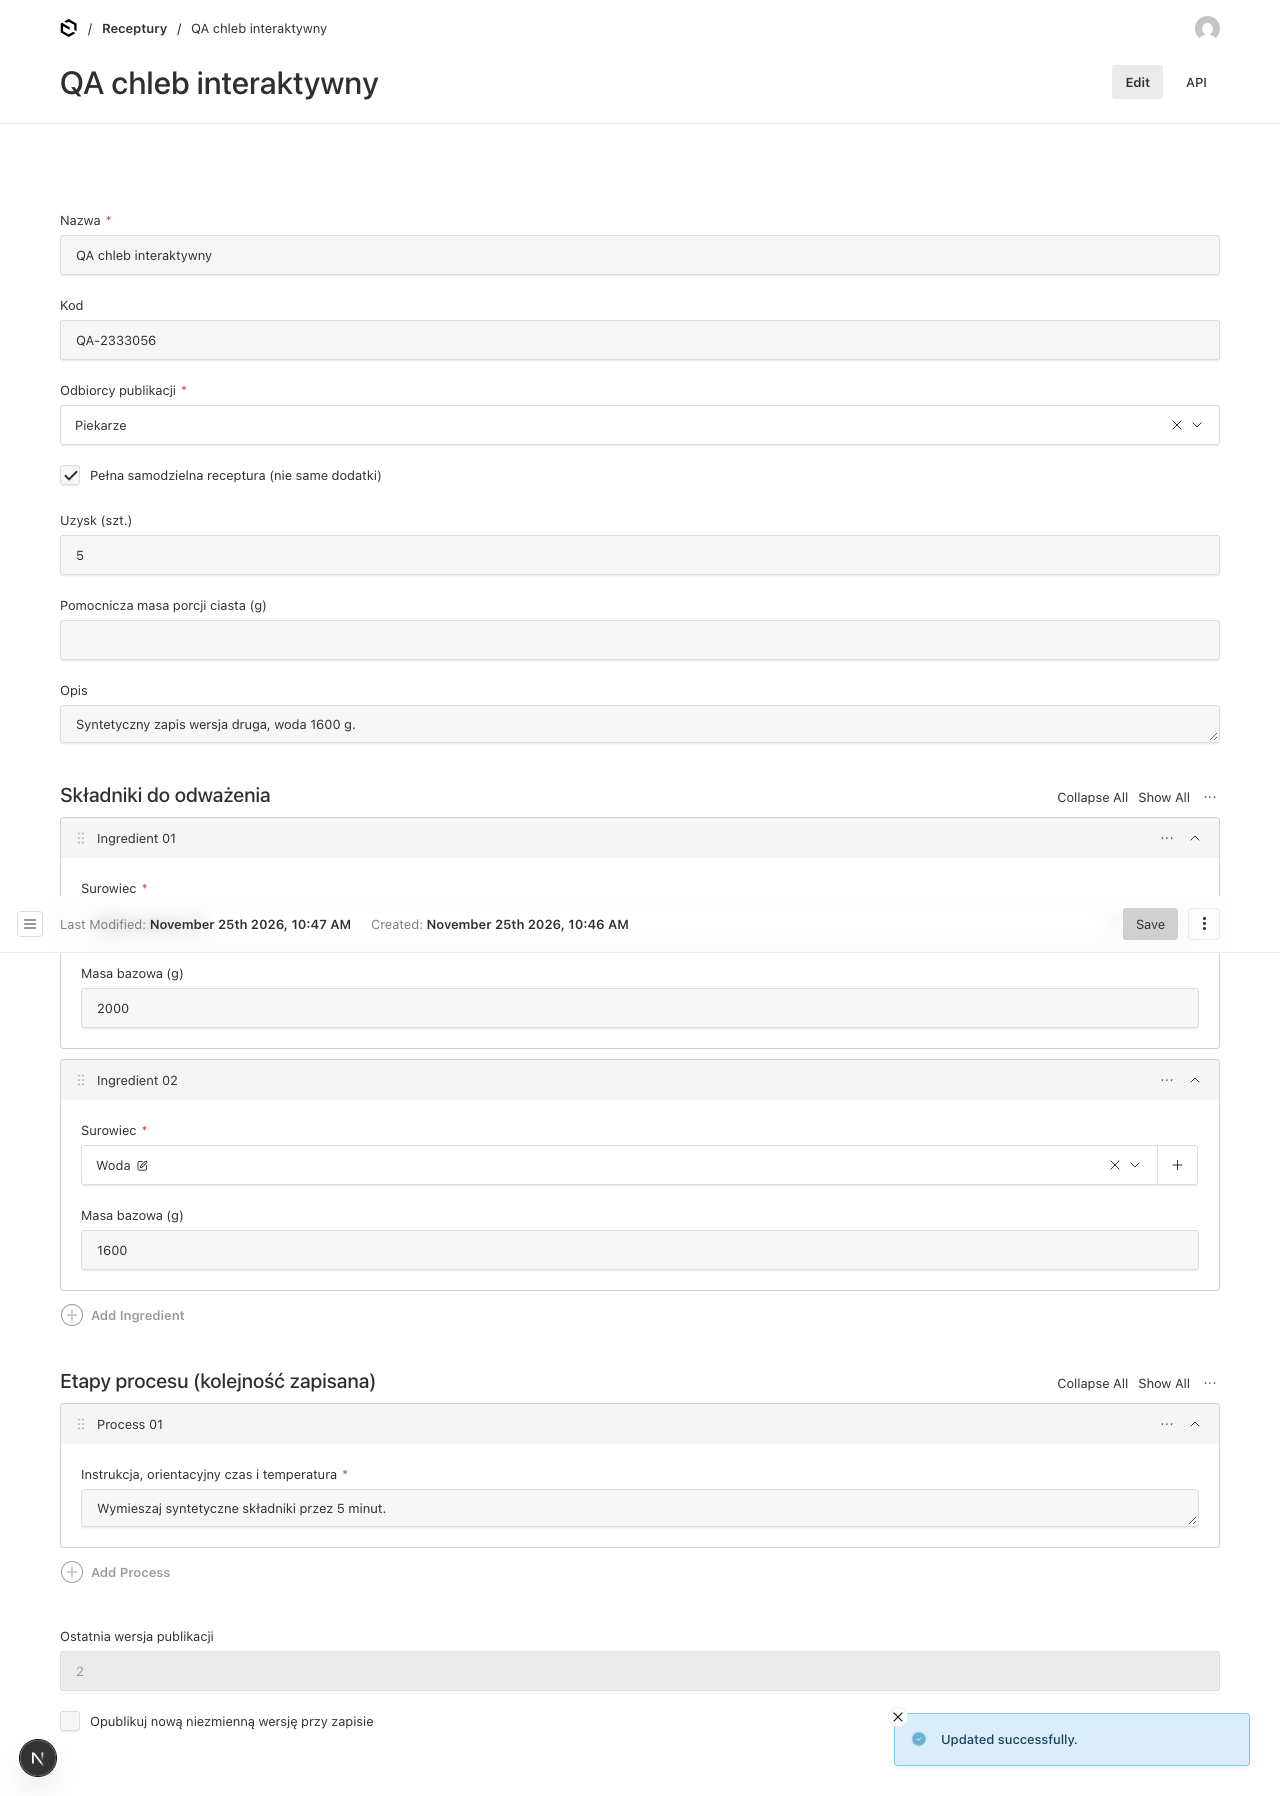 / Receptury / QA chleb interaktywny
QA chleb interaktywny
Edit API
Nazwa *
QA chleb interaktywny
Kod
QA-2333056
Odbiorcy publikacji *
Piekarze
Pełna samodzielna receptura (nie same dodatki)
Uzysk (szt.)
5
Pomocnicza masa porcji ciasta (g)
Opis
Syntetyczny zapis wersja druga, woda 1600 g.
Składniki do odważenia
Collapse All Show All
Ingredient 01
Surowiec *
Last Modified: November 25th 2026, 10:47 AM Created: November 25th 2026, 10:46 AM
Save
Masa bazowa (g)
2000
Ingredient 02
Surowiec *
Woda
Masa bazowa (g)
1600
Add Ingredient
Etapy procesu (kolejność zapisana)
Collapse All Show All
Process 01
Instrukcja, orientacyjny czas i temperatura *
Wymieszaj syntetyczne składniki przez 5 minut.
Add Process
Ostatnia wersja publikacji
2
Opublikuj nową niezmienną wersję przy zapisie
Updated successfully.
N